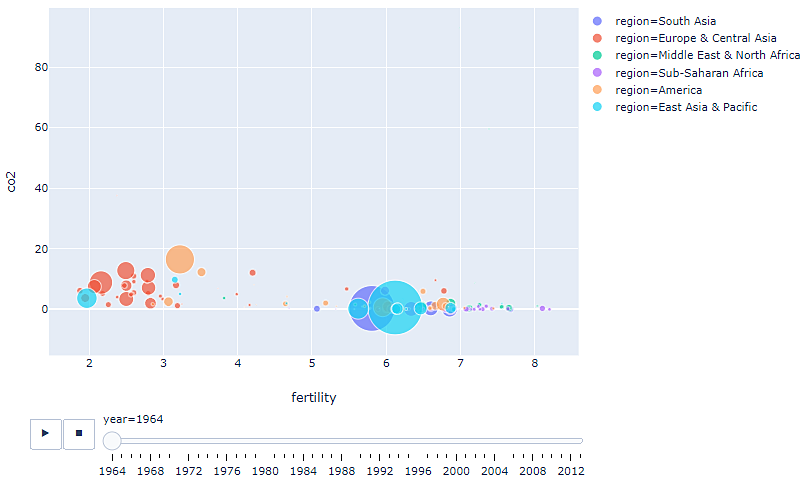 region=South Asia
region=Europe & Central Asia
region=Middle East & North Africa
region=Sub-Saharan Africa
region=America
region=East Asia & Pacific
co2
80
60
40
20
0
2 3 4 5 6 7 8
fertility
year=1964
1964 1968 1972 1976 1980 1984 1988 1992 1996 2000 2004 2008 2012